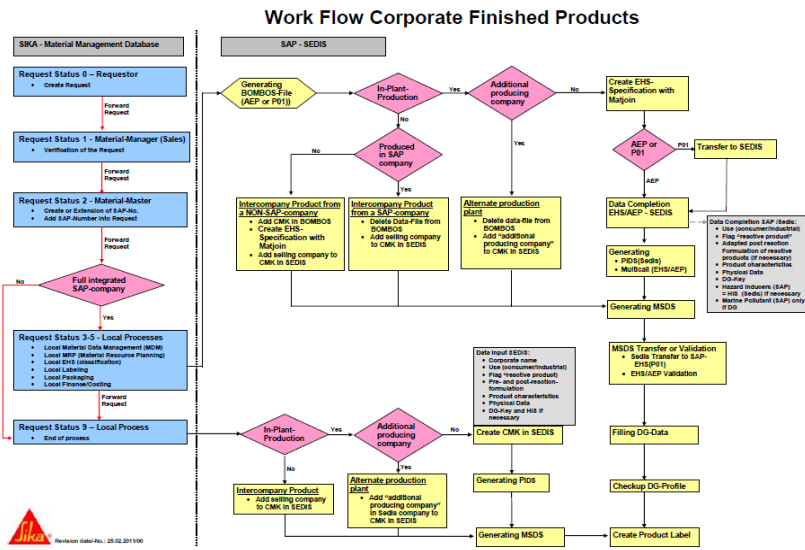 Work Flow Corporate Finished Products
SIKA - Material Management Database
SAP - SEDIS
Request Status 0 – Requestor
• Create Request
Forward
Request
Request Status 1 - Material-Manager (Sales)
• Verification of the Request
Forward
Request
Request Status 2 - Material-Master
• Create or Extension of SAP-No.
• Add SAP-Number into Request
Forward
Request
No
Full integrated
SAP-company
Yes
Request Status 3-5 - Local Processes
• Local Material Data Management (MDM)
• Local MRP (Material Resource Planning)
• Local EHS (classification)
• Local Labeling
• Local Packaging
• Local Finance/Costing
Forward
Request
Request Status 9 – Local Process
• End of process
Generating
BOMBOS-File
(AEP or P01))
In-Plant-
Production
Yes
Additional
producing
company
No
Create EHS-
Specification with
Matjoin
No
Produced
in SAP
company
No
Yes
Yes
AEP or
P01
P01
Transfer to SEDIS
AEP
Intercompany Product from
a NON-SAP-company
• Add CMK in BOMBOS
• Create EHS-
Specification with
Matjoin
• Add selling company
to CMK in SEDIS
Intercompany Product
from a SAP-company
• Delete Data-File from
BOMBOS
• Add selling company
to CMK in SEDIS
Alternate production
plant
• Delete data-file from
BOMBOS
• Add “additional
producing company”
to CMK in SEDIS
Data Completion
EHS/AEP - SEDIS
Data Completion SAP /Sedis:
• Use (consumer/industrial)
• Flag “reactive product”
• Adapted post reation
Formulation of reactive
products (if necessary)
• Product characteristics
• Physical Data
• DG-Key
• Hazard Inducers (SAP)
= HIS (Sedis) if necessary
• Marine Pollutant (SAP) only
if DG
Generating
• PIDS(Sedis)
• Multicall (EHS/AEP)
Generating MSDS
MSDS Transfer or Validation
• Sedis Transfer to SAP-
EHS(P01)
• EHS/AEP Validation
Data Input SEDIS:
• Corporate name
• Use (consumer/industrial)
• Flag “reactive product)
• Pre- and post-reaction-
formulation
• Product characteristics
• Physical Data
• DG-Key and HIS if
necessary
In-Plant-
Production
Yes
Additional
producing
company
No
Create CMK in SEDIS
Filling DG-Data
No
Yes
Intercompany Product
• Add selling company
to CMK in SEDIS
Alternate production
plant
• Add “additional
producing company”
in Sedis company to
CMK in SEDIS
Generating PIDS
Checkup DG-Profile
Generating MSDS
Create Product Label
Sika
Revision date/-No.: 25.02.2011/00